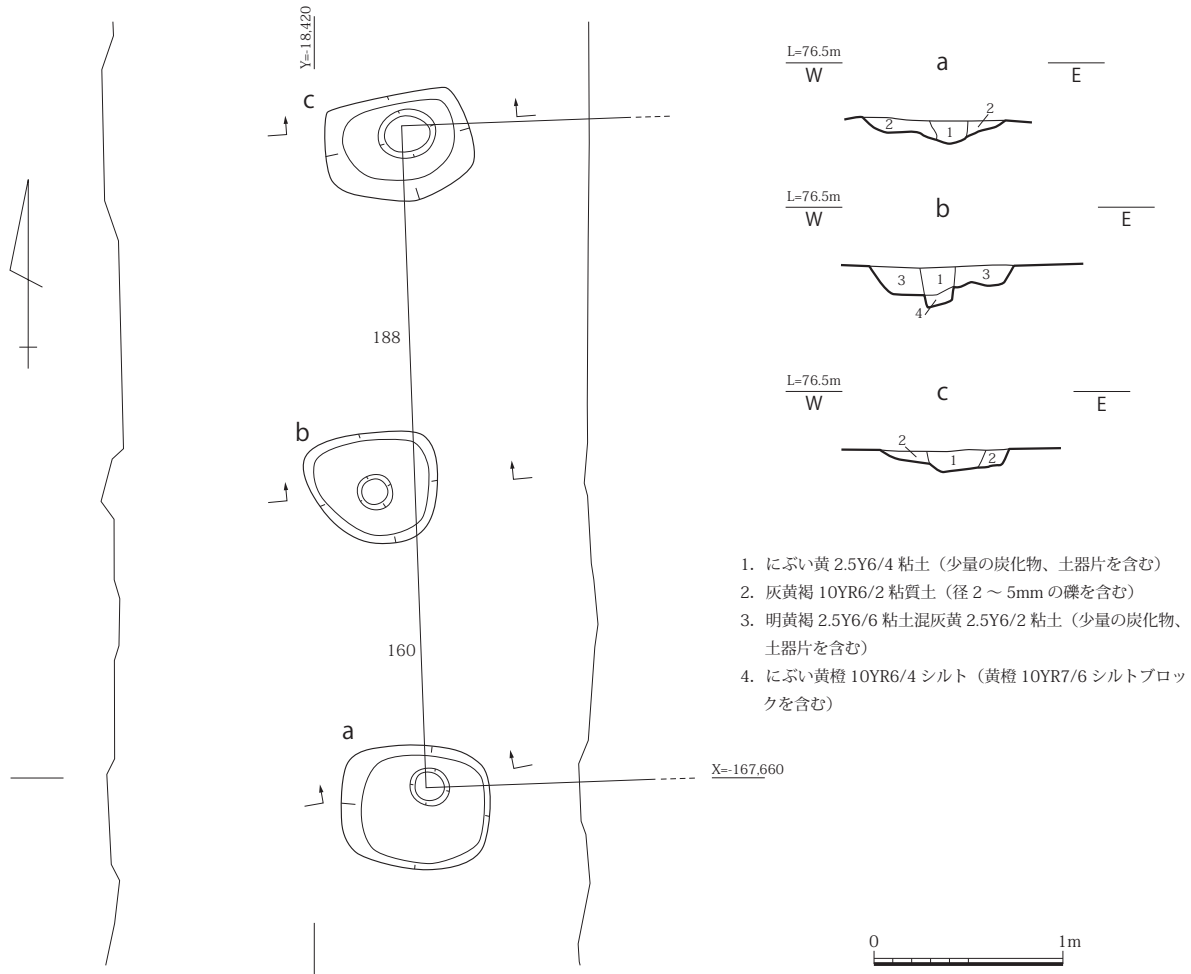 Y=-18,420
c
188
b
160
a
X=-167,660
L=76.5m
W
a
E
2
1
2
L=76.5m
W
b
E
3
1
3
4
L=76.5m
W
c
E
2
1
2
1. にぶい黄 2.5Y6/4 粘土（少量の炭化物、土器片を含む）
2. 灰黄褐 10YR6/2 粘質土（径 2 ～ 5mm の礫を含む）
3. 明黄褐 2.5Y6/6 粘土混灰黄 2.5Y6/2 粘土（少量の炭化物、
土器片を含む）
4. にぶい黄橙 10YR6/4 シルト（黄橙 10YR7/6 シルトブロッ
クを含む）
0
1m